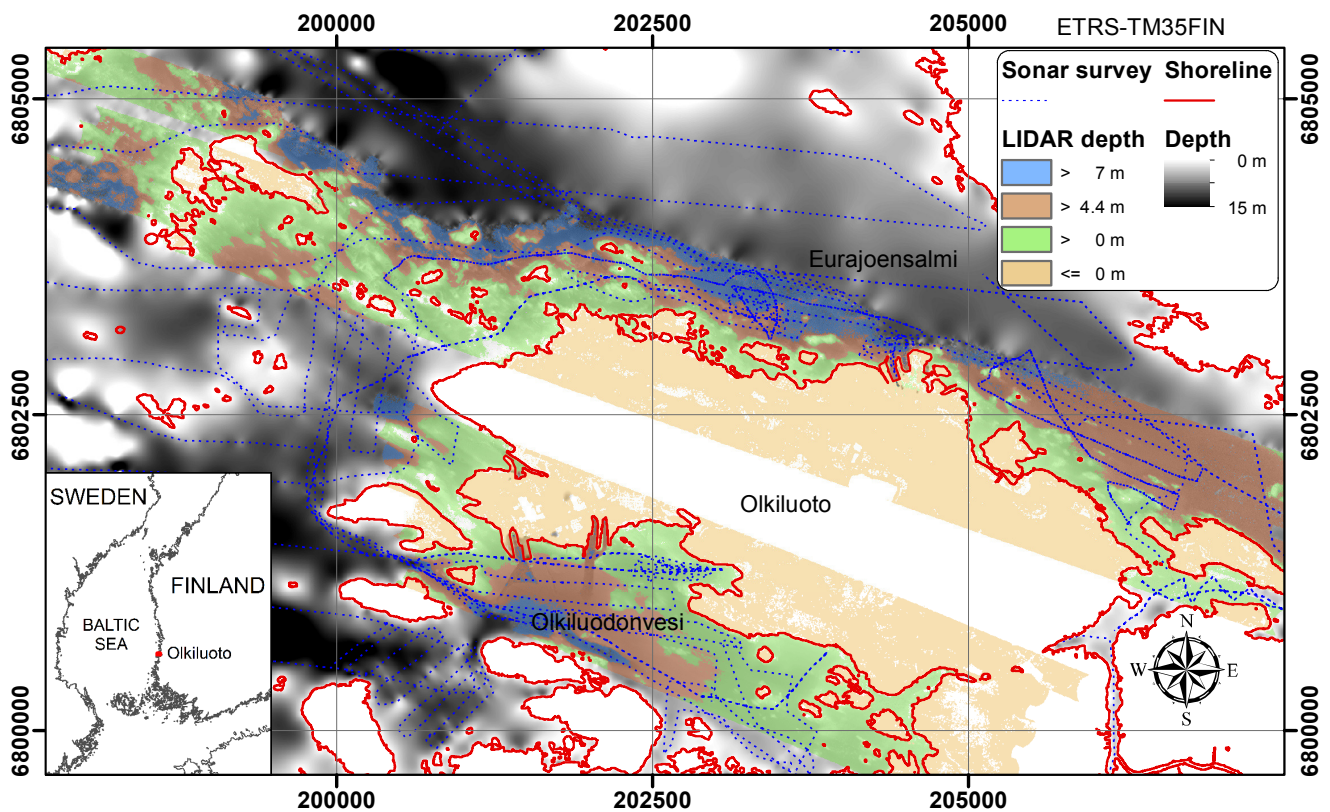 200000 202500 205000 ETRS-TM35FIN
Sonar survey Shoreline
LIDAR depth Depth
> 7 m 0 m
> 4.4 m
15 m
> 0 m
<= 0 m
6805000 6805000
Eurajoensalmi
6802500 6802500
Olkiluoto
SWEDEN
FINLAND
BALTIC
SEA
Olkiluoto
Olkiluodonvesi
N
W E
S
6800000 6800000
200000 202500 205000